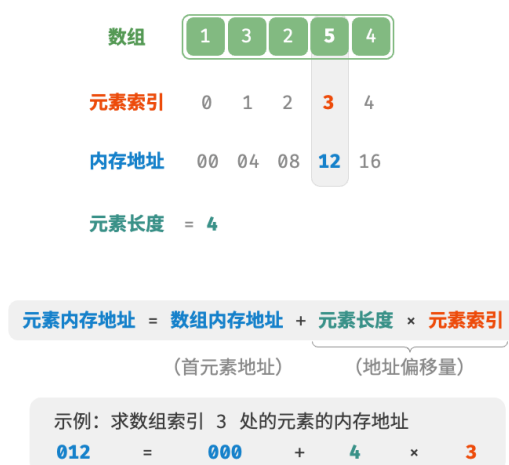 数组 1 3 2 5 4
元素索引 0 1 2 3 4
内存地址 00 04 08 12 16
元素长度 = 4
元素内存地址 = 数组内存地址 + 元素长度 × 元素索引
（首元素地址） （地址偏移量）
示例：求数组索引 3 处的元素的内存地址
012 = 000 + 4 × 3